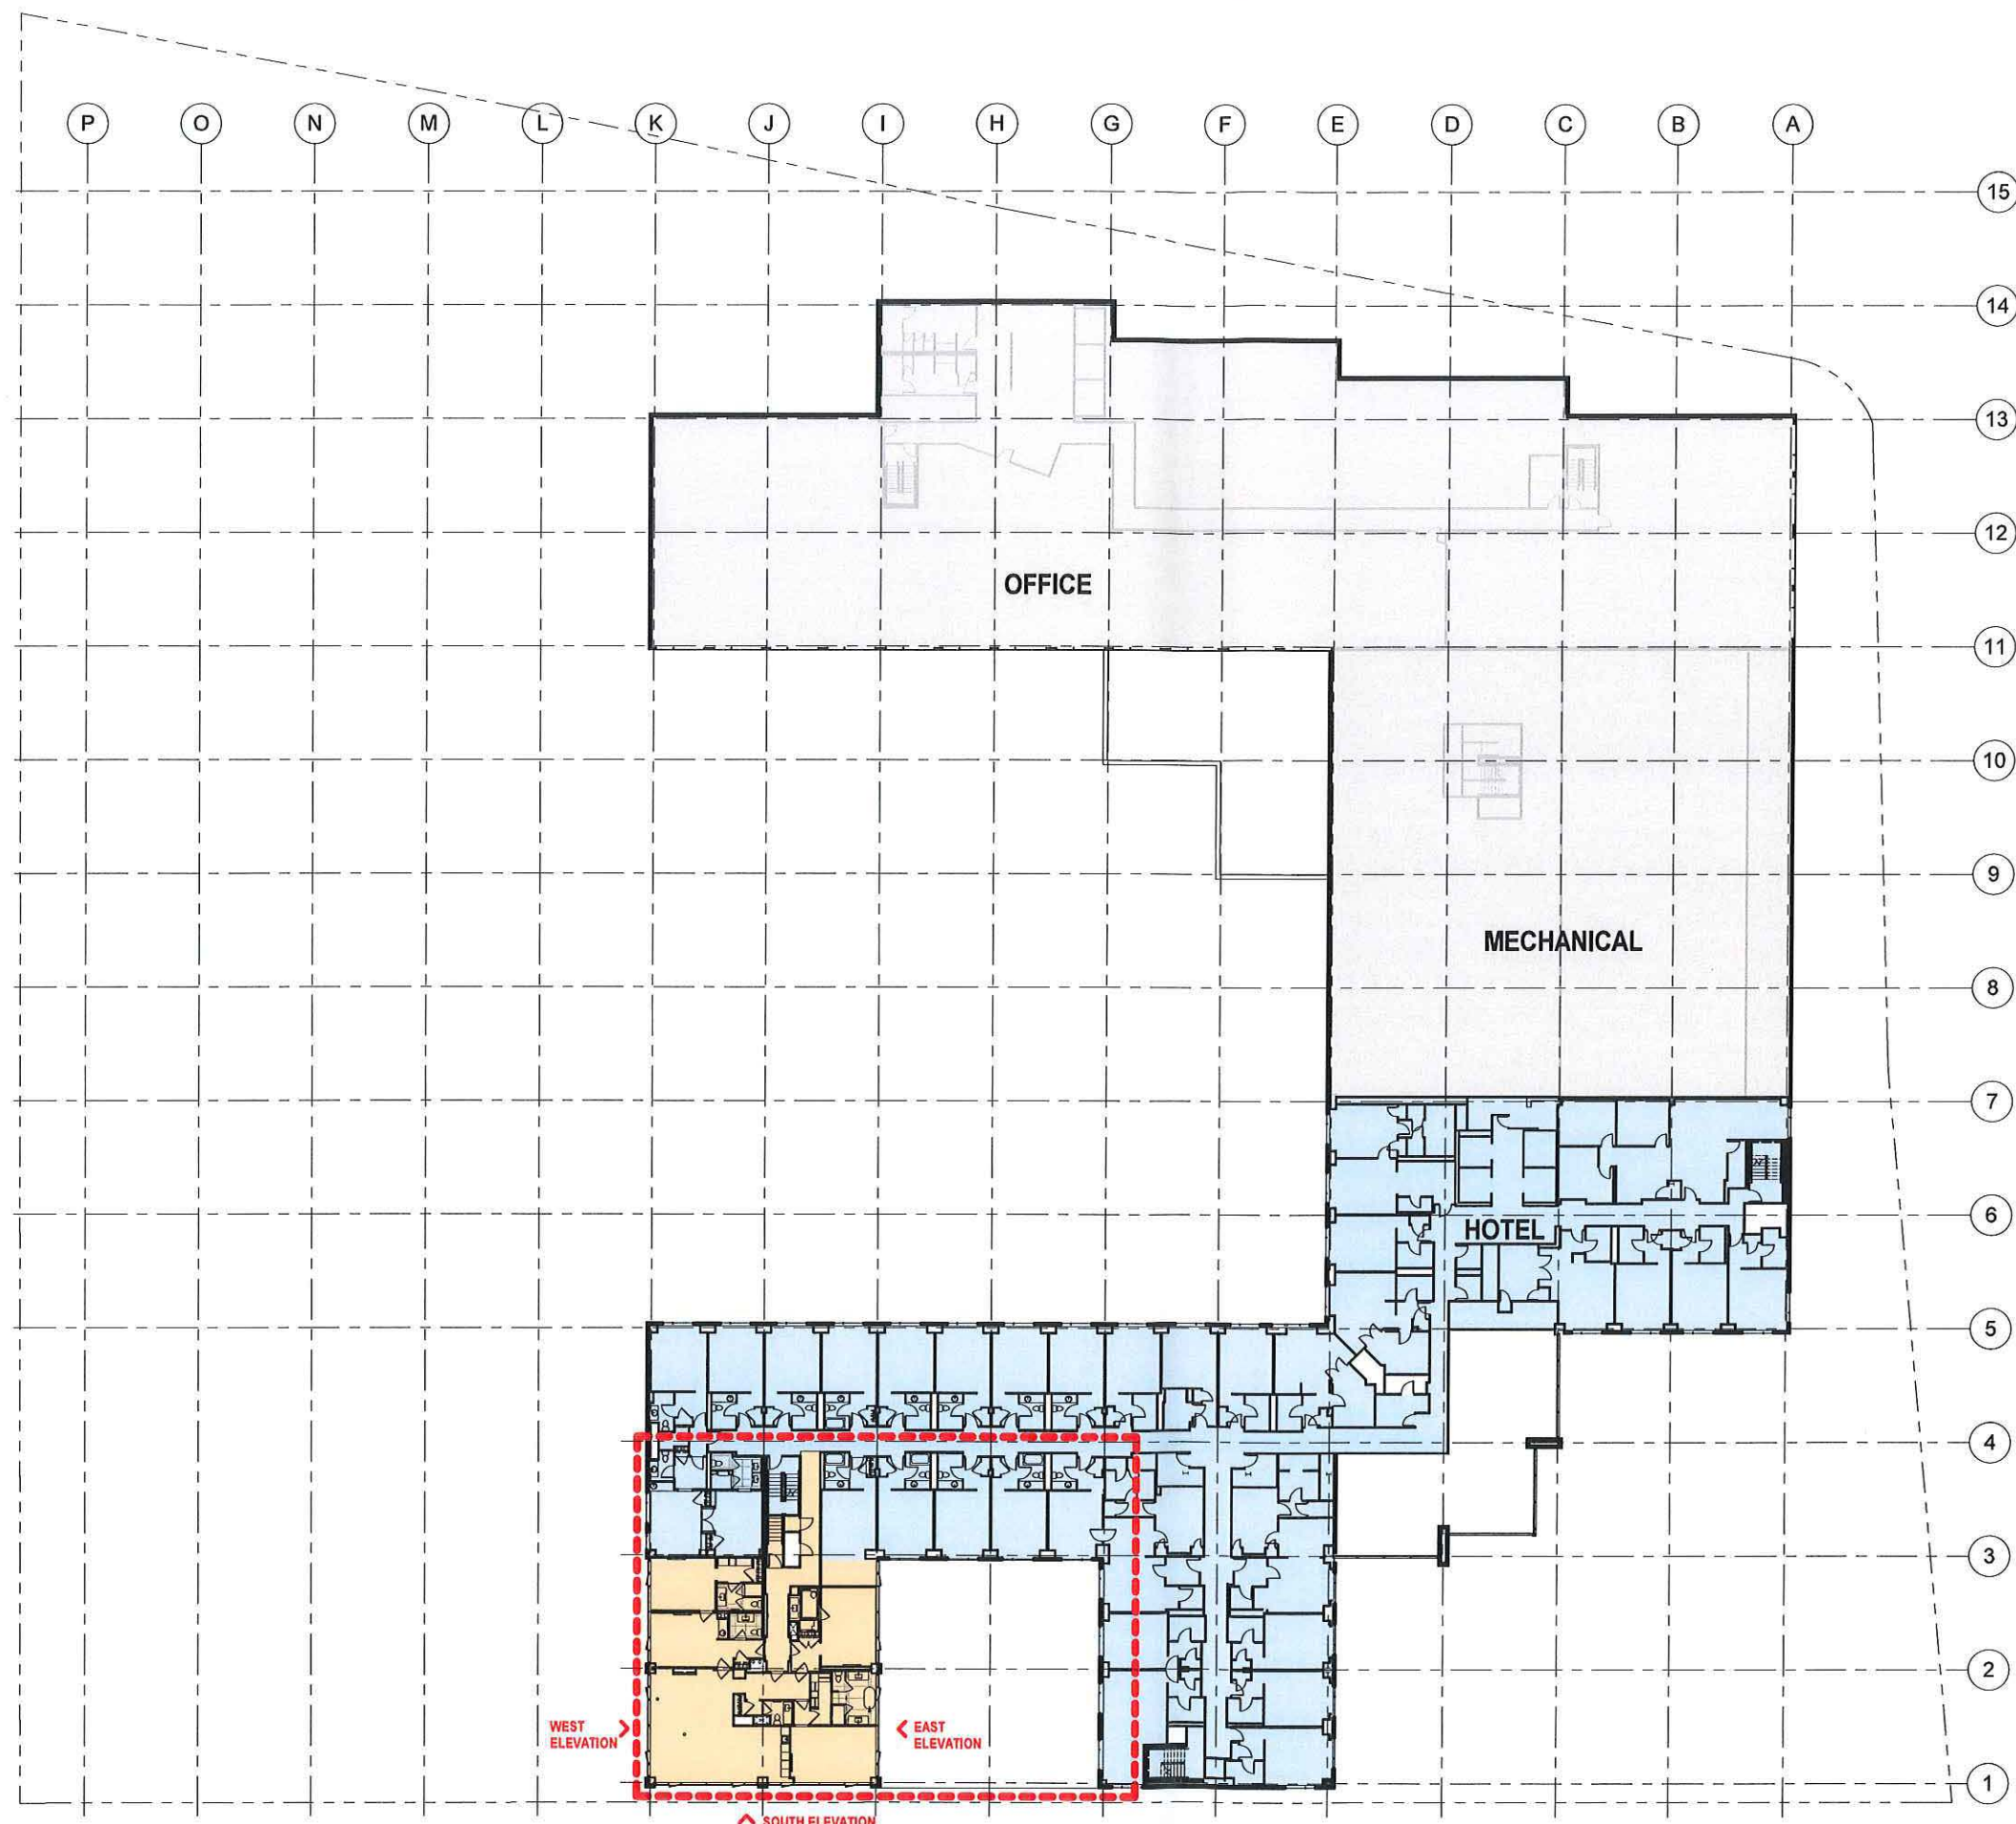 P O N M L K J I H G F E D C B A
15
14
13
12
OFFICE
11
10
9
MECHANICAL
8
7
6
HOTEL
5
4
3
2
WEST
ELEVATION
EAST
ELEVATION
1
SOUTH ELEVATION